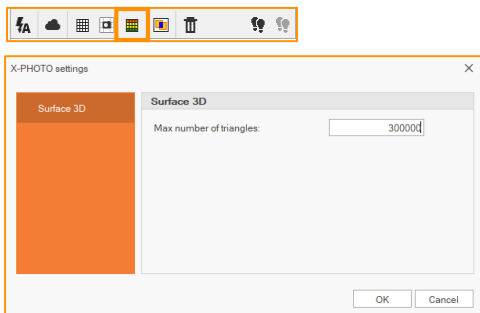 A
X-PHOTO settings
Surface 3D
Surface 3D
Max number of triangles:
300000
OK
Cancel